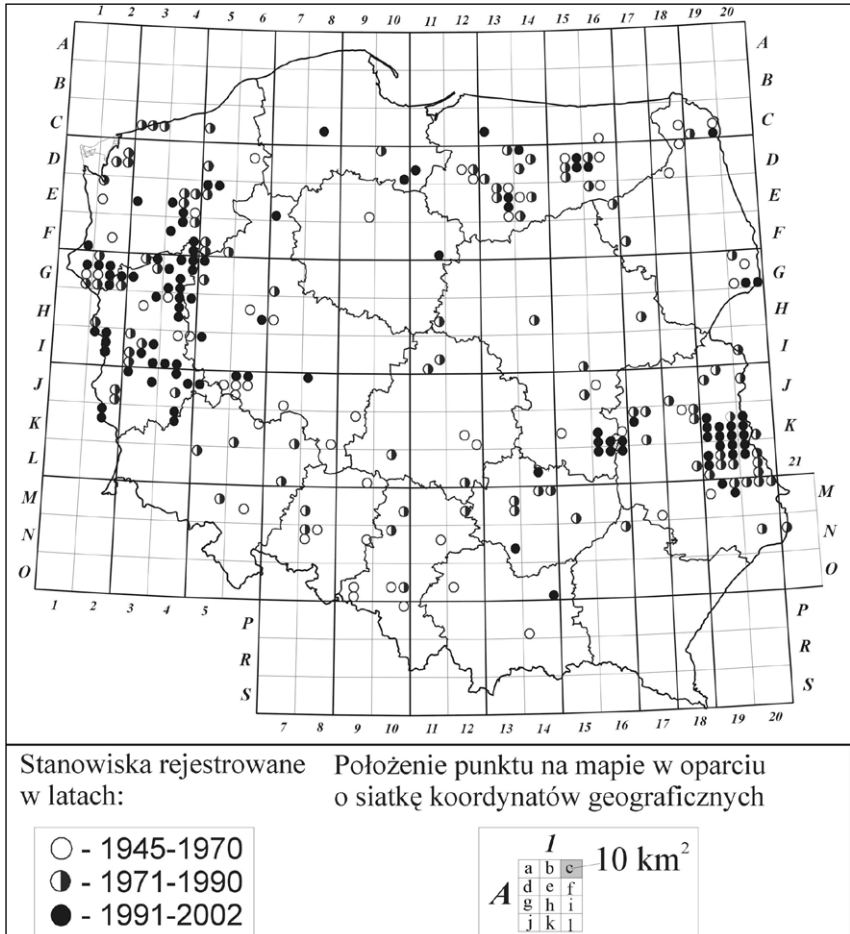 1 2 3 4 5 6 7 8 9 10 11 12 13 14 15 16 17 18 19 20
A A
B B
C C
D D
E E
F F
G G
H H
I I
J J
K K
L 21
M M
N N
O O
1 2 3 4 5
P P
R R
S S
7 8 9 10 11 12 13 14 15 16 17 18 19 20
Stanowiska rejestrowane
w latach:
- 1945-1970
- 1971-1990
- 1991-2002
Położenie punktu na mapie w oparciu
o siatkę koordynatów geograficznych
1
A
a b c
d e f
g h i
j k l
10 km²